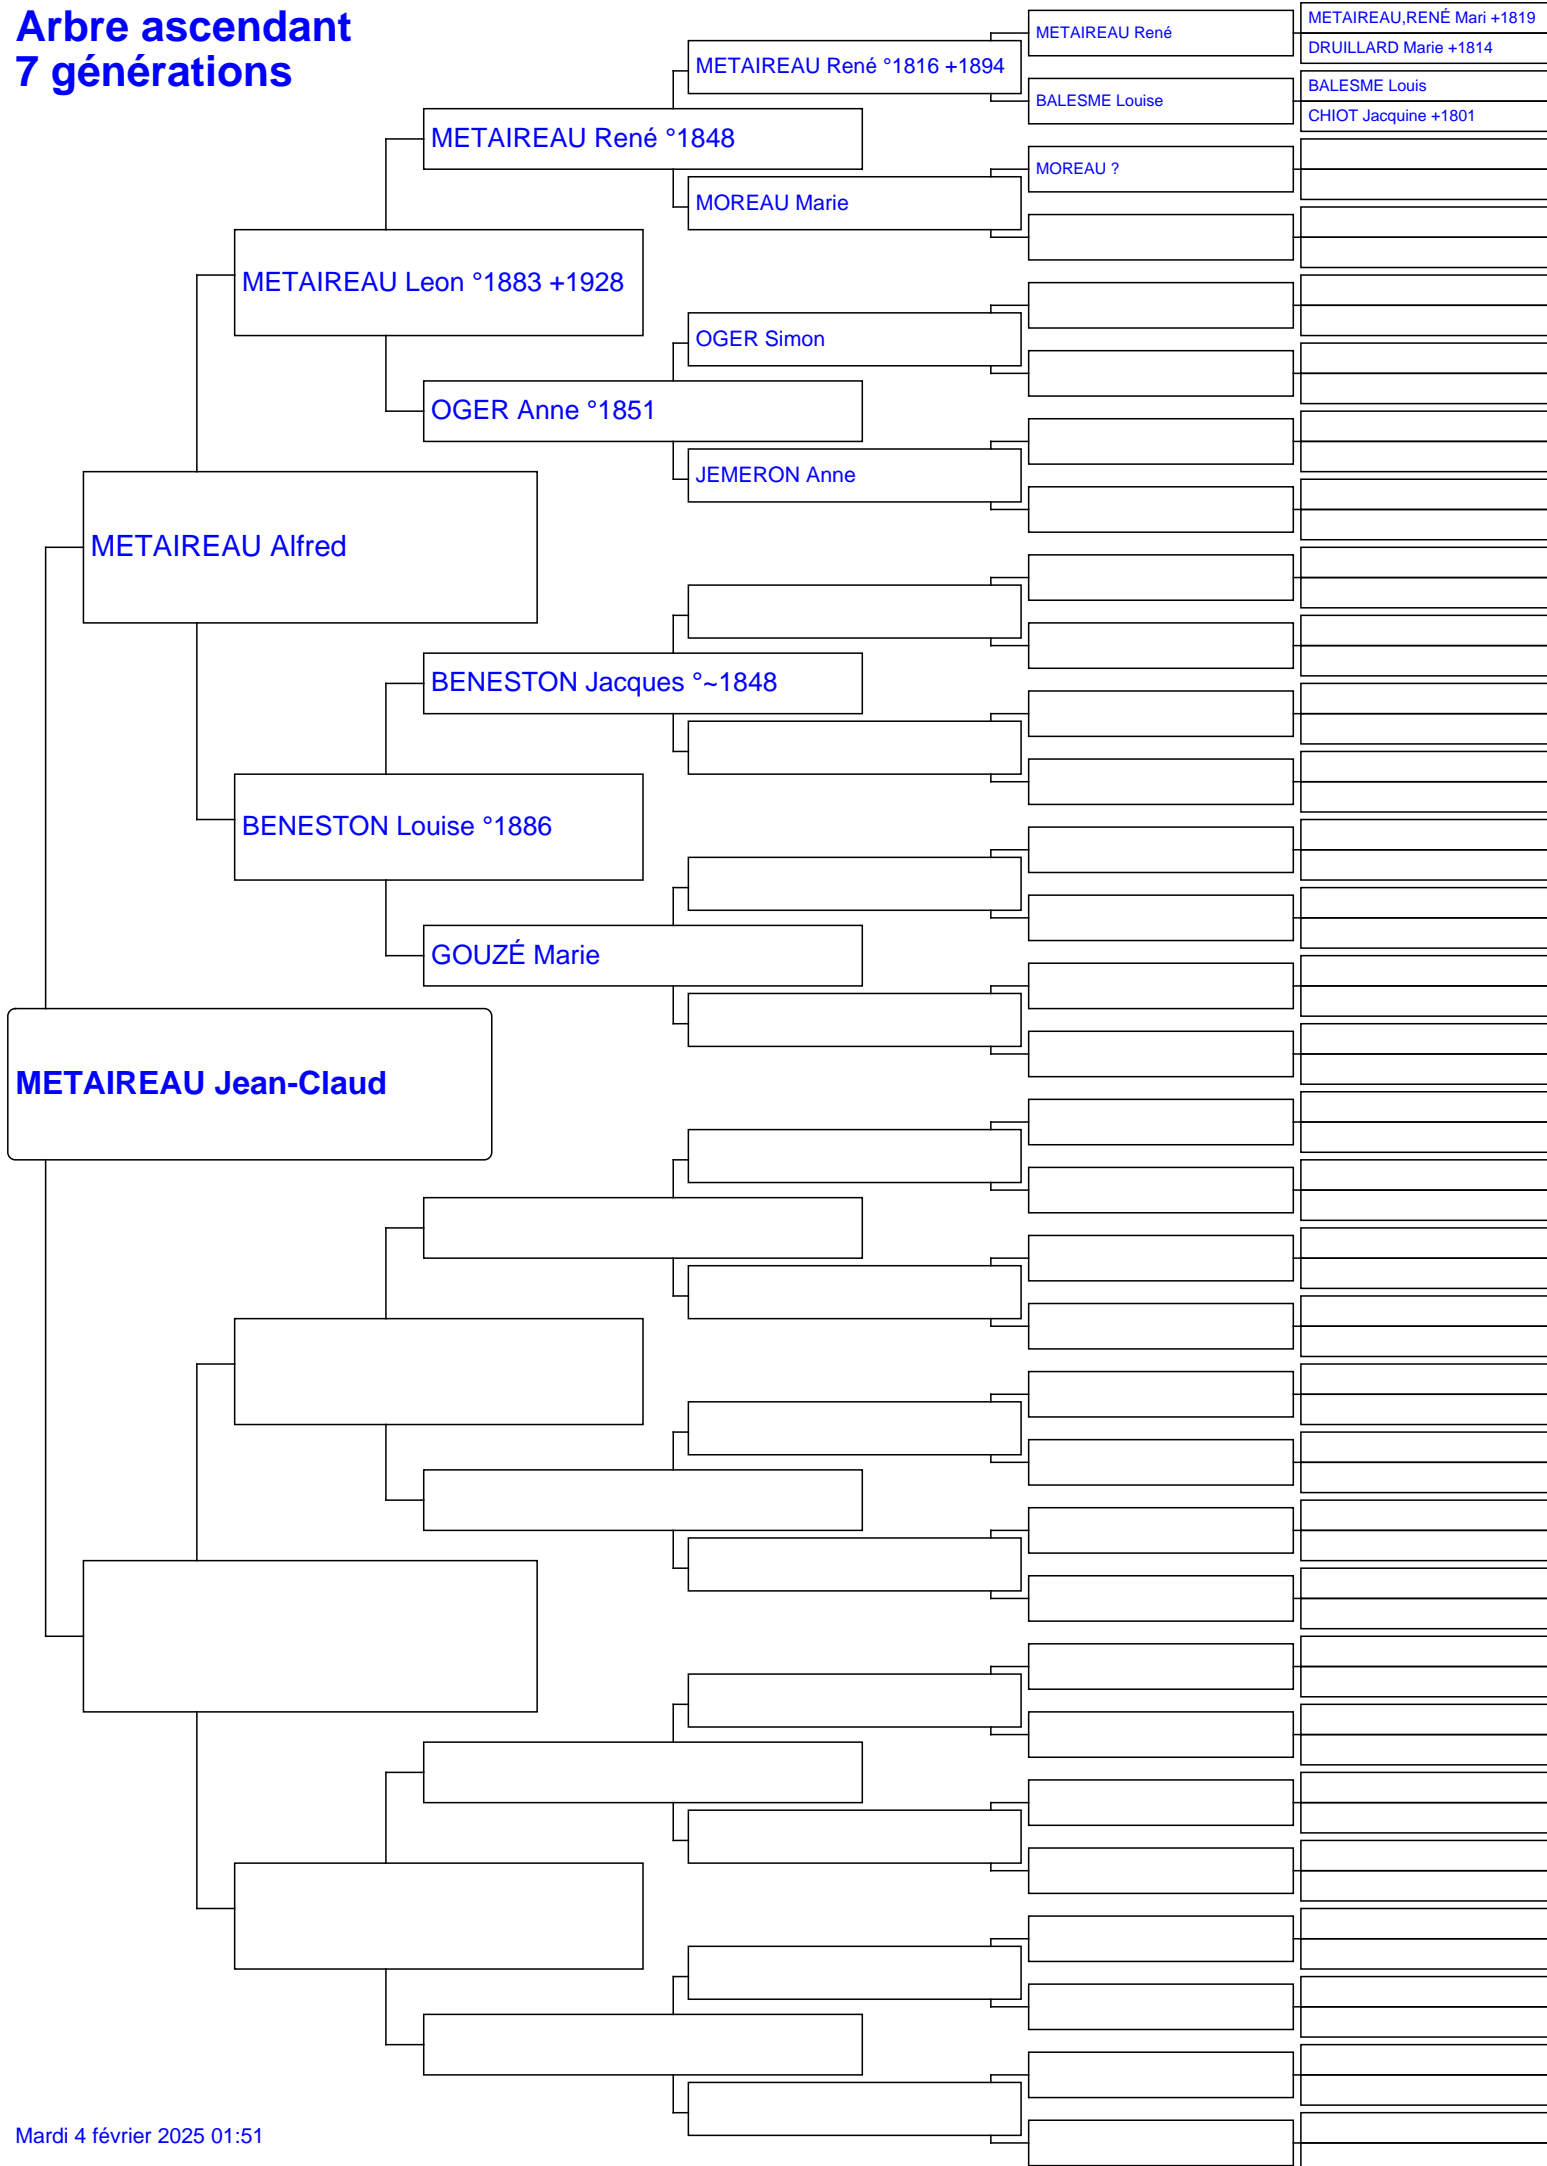 Arbre ascendant
7 générations
METAIREAU René
METAIREAU,RENÉ Mari +1819
DRUILLARD Marie +1814
METAIREAU René °1816 +1894
BALESME Louise
BALESME Louis
CHIOT Jacquine +1801
METAIREAU René °1848
MOREAU ?
MOREAU Marie
METAIREAU Leon °1883 +1928
OGER Simon
OGER Anne °1851
JEMERON Anne
METAIREAU Alfred
BENESTON Jacques °~1848
BENESTON Louise °1886
GOUZÉ Marie
METAIREAU Jean-Claud
Mardi 4 février 2025 01:51